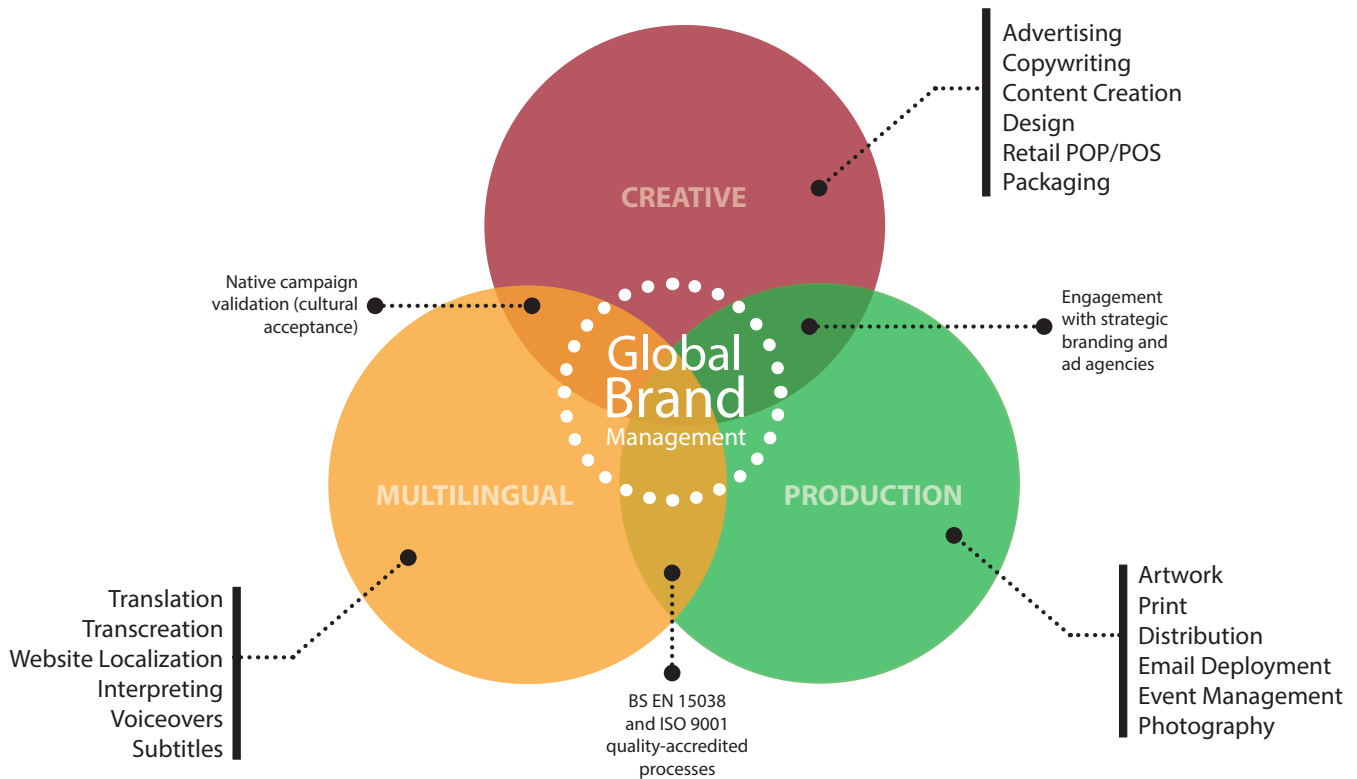 Advertising
Copywriting
Content Creation
Design
Retail POP/POS
Packaging
CREATIVE
Native campaign
validation (cultural
acceptance)
Engagement
with strategic
branding and
ad agencies
Global
Brand
Management
MULTILINGUAL
PRODUCTION
Translation
Transcreation
Website Localization
Interpreting
Voiceovers
Subtitles
BS EN 15038
and ISO 9001
quality-accredited
processes
Artwork
Print
Distribution
Email Deployment
Event Management
Photography